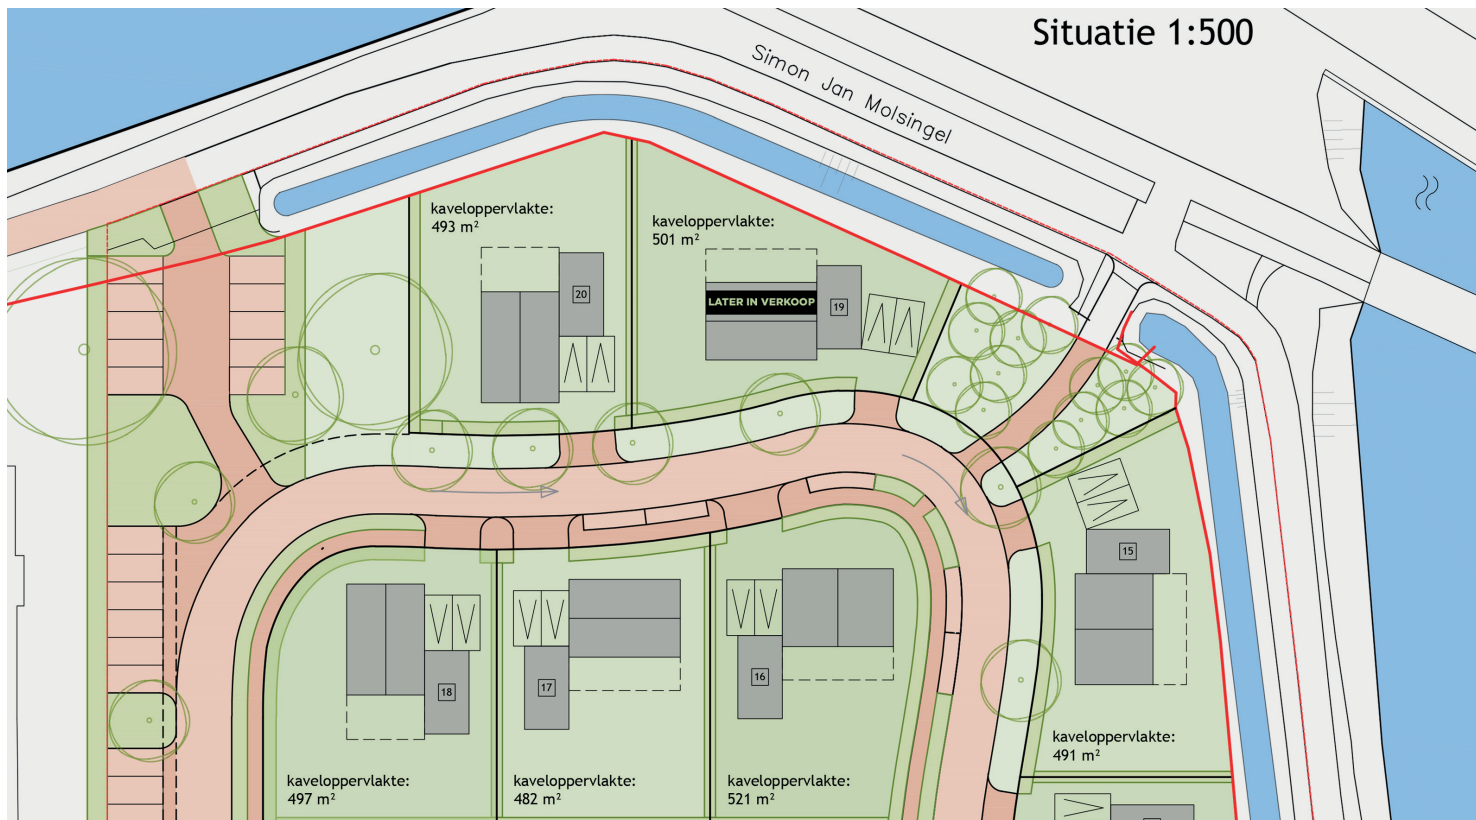 Situatie 1:500
Simon Jan Molsingel
kaveloppervlakte:
493 m²
kaveloppervlakte:
501 m²
20
LATER IN VERKOOP
19
15
18
17
16
kaveloppervlakte:
491 m²
kaveloppervlakte:
497 m²
kaveloppervlakte:
482 m²
kaveloppervlakte:
521 m²